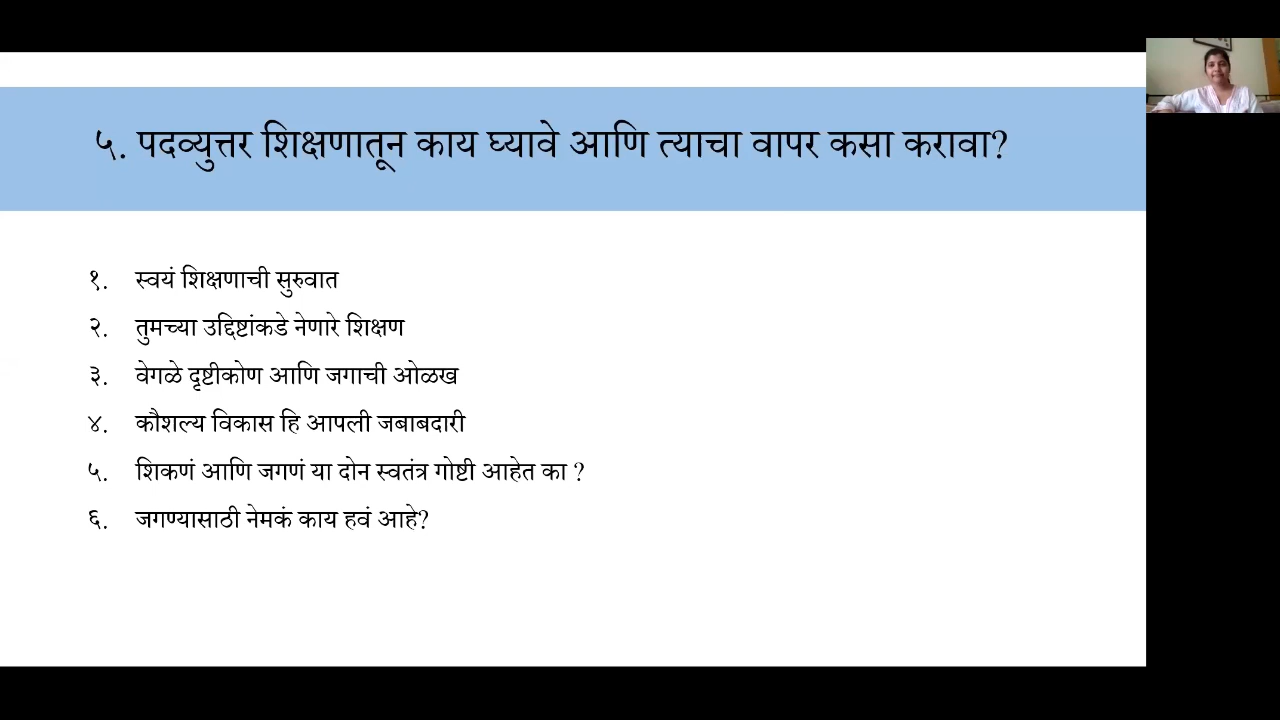 ५. पदव्युत्तर शिक्षणातून काय घ्यावे आणि त्याचा वापर कसा करावा?
१. स्वयं शिक्षणाची सुरुवात
२. तुमच्या उद्दिष्टांकडे नेणारे शिक्षण
३. वेगळे दृष्टीकोण आणि जगाची ओळख
४. कौशल्य विकास हि आपली जबाबदारी
५. शिकणं आणि जगणं या दोन स्वतंत्र गोष्टी आहेत का ?
६. जगण्यासाठी नेमकं काय हवं आहे?